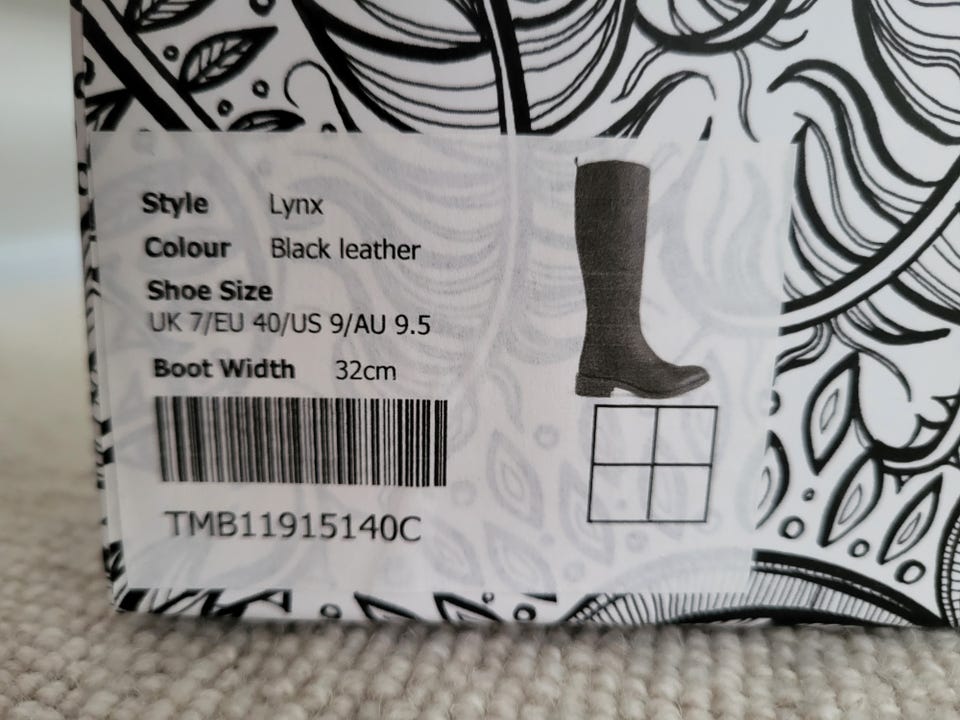 Style Lynx
Colour Black leather
Shoe Size
UK 7/EU 40/US 9/AU 9.5
Boot Width 32cm
TMB11915140C